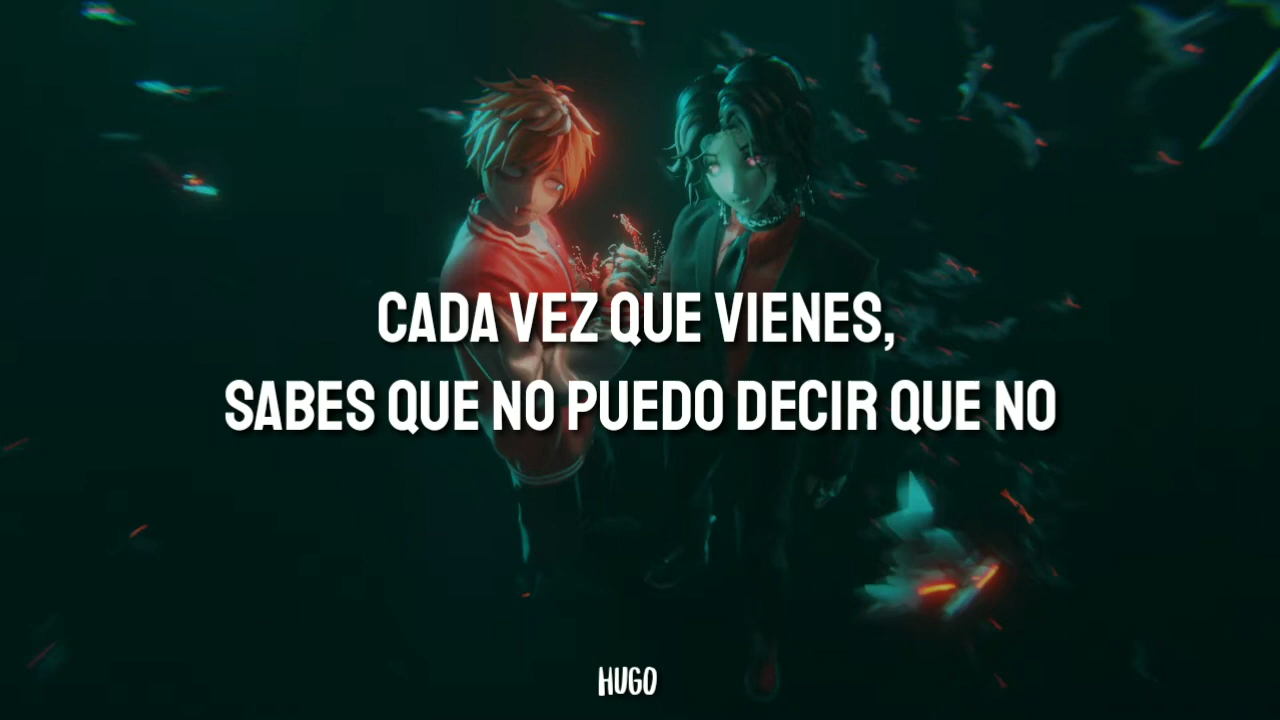 CADA VEZ QUE VIENES,
SABES QUE NO PUEDO DECIR QUE NO
HUGO